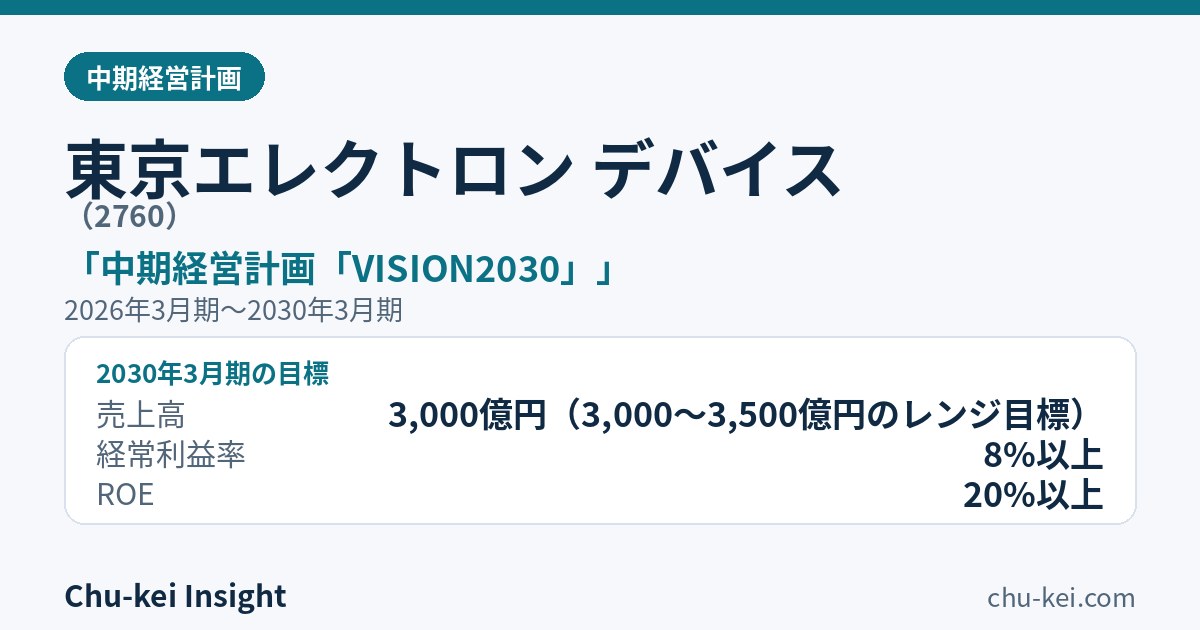 中期経営計画
東京エレクトロン デバイス
（2760）
「中期経営計画「VISION2030」」
2026年3月期〜2030年3月期
2030年3月期の目標
売上高 3,000億円（3,000〜3,500億円のレンジ目標）
経常利益率 8%以上
ROE 20%以上
Chu-kei Insight chu-kei.com